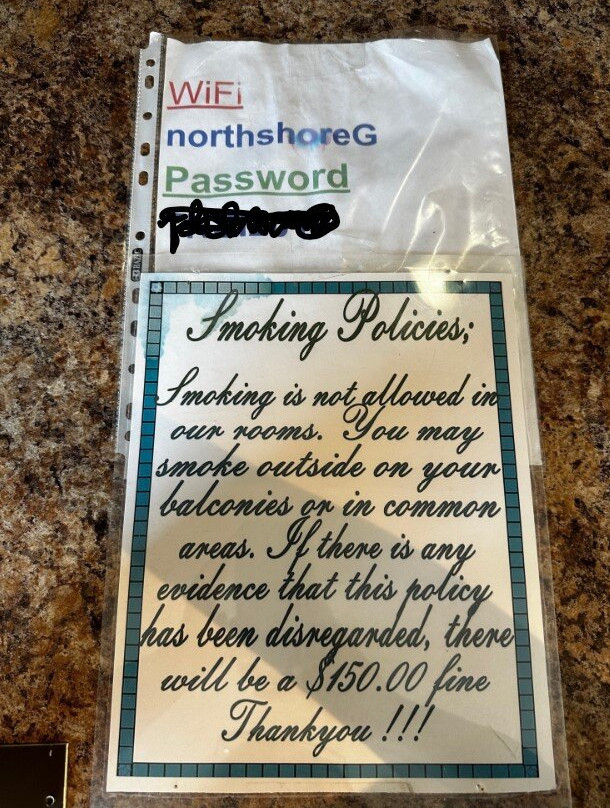 WiFi
northshoreG
Password
Smoking Policies;
Smoking is not allowed in
our rooms. You may
smoke outside on your
balconies or in common
areas. If there is any
evidence that this policy
has been disregarded, there
will be a $150.00 fine
Thankyou !!!